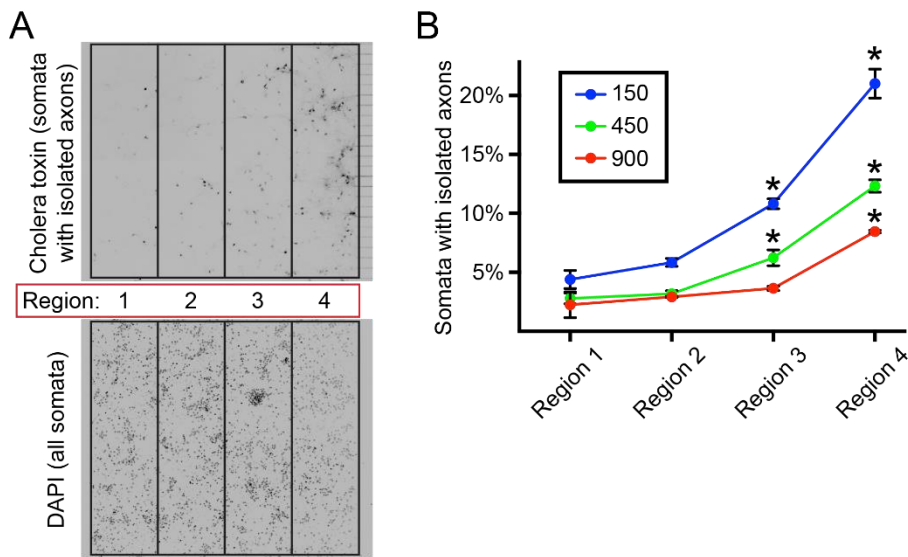 A
Cholera toxin (somata
with isolated axons)
Region: 1 2 3 4
DAPI (all somata)
B
Somata with isolated axons
20%
15%
10%
5%
150
450
900
*
*
*
*
*
Region 1
Region 2
Region 3
Region 4